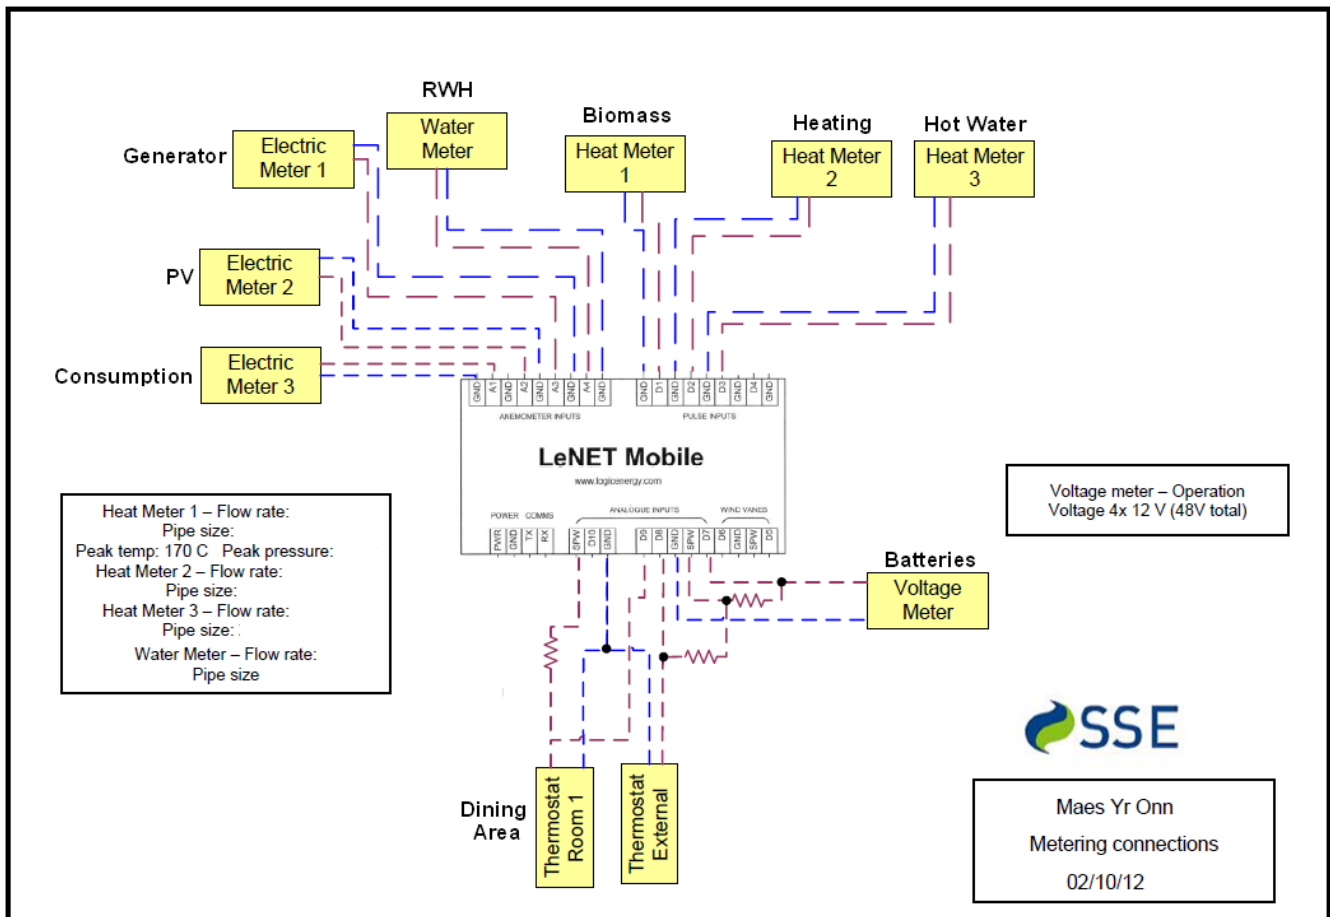 RWH
Water
Meter
Biomass
Heat Meter
1
Heating
Heat Meter
2
Hot Water
Heat Meter
3
Generator
Electric
Meter 1
PV
Electric
Meter 2
Consumption
Electric
Meter 3
GND A1 GND A2 GND A3 GND A4 GND
GND D1 GND D2 GND D3 GND D4 GND
ANEMOMETER INPUTS
PULSE INPUTS
LeNET Mobile
www.logicenergy.com
POWER COMMS
ANALOGUE INPUTS
WIND VANES
PWR GND TX RX SPW D10 GND D9 D8 GND SPW D7 D6 GND SPW D5
Heat Meter 1 – Flow rate:
Pipe size:
Peak temp: 170 C Peak pressure:
Heat Meter 2 – Flow rate:
Pipe size:
Heat Meter 3 – Flow rate:
Pipe size:
Water Meter – Flow rate:
Pipe size
Voltage meter – Operation
Voltage 4x 12 V (48V total)
Batteries
Voltage
Meter
Dining
Area
Thermostat
Room 1
Thermostat
External
SSE
Maes Yr Onn
Metering connections
02/10/12